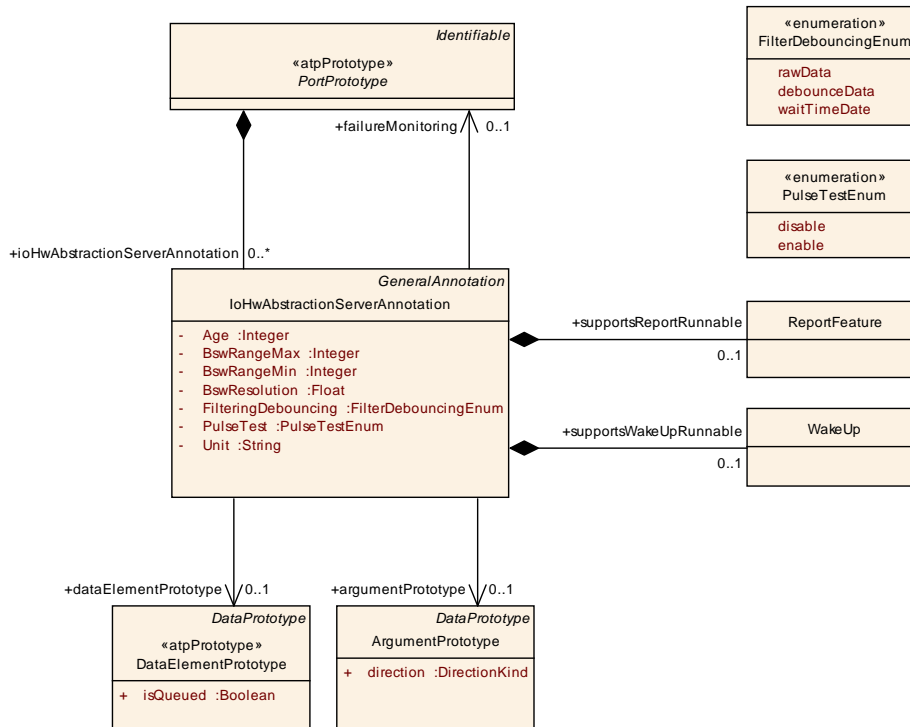 Identifiable
«atpPrototype»
PortPrototype
«enumeration»
FilterDebouncingEnum
rawData
debounceData
waitTimeDate
+failureMonitoring 0..1
«enumeration»
PulseTestEnum
disable
enable
+ioHwAbstractionServerAnnotation 0..*
GeneralAnnotation
IoHwAbstractionServerAnnotation
- Age :Integer
- BswRangeMax :Integer
- BswRangeMin :Integer
- BswResolution :Float
- FilteringDebouncing :FilterDebouncingEnum
- PulseTest :PulseTestEnum
- Unit :String
+supportsReportRunnable
0..1
ReportFeature
+supportsWakeUpRunnable
0..1
WakeUp
+dataElementPrototype 0..1
+argumentPrototype 0..1
DataPrototype
«atpPrototype»
DataElementPrototype
+ isQueued :Boolean
DataPrototype
ArgumentPrototype
+ direction :DirectionKind